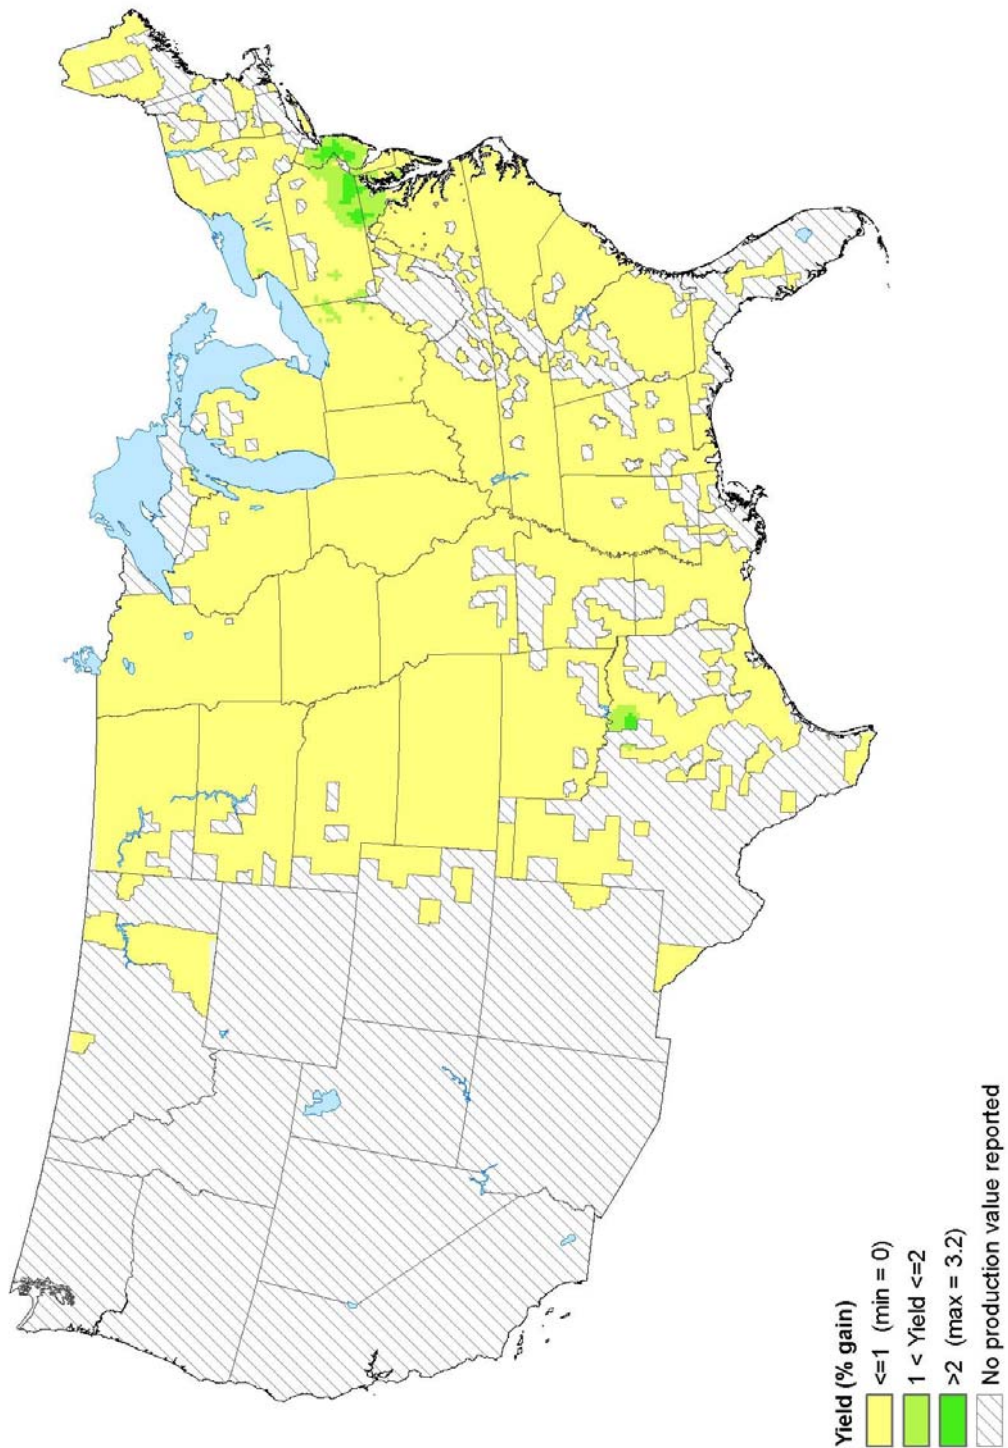 Yield (% gain)
<=1 (min = 0)
1 < Yield <=2
>2 (max = 3.2)
No production value reported